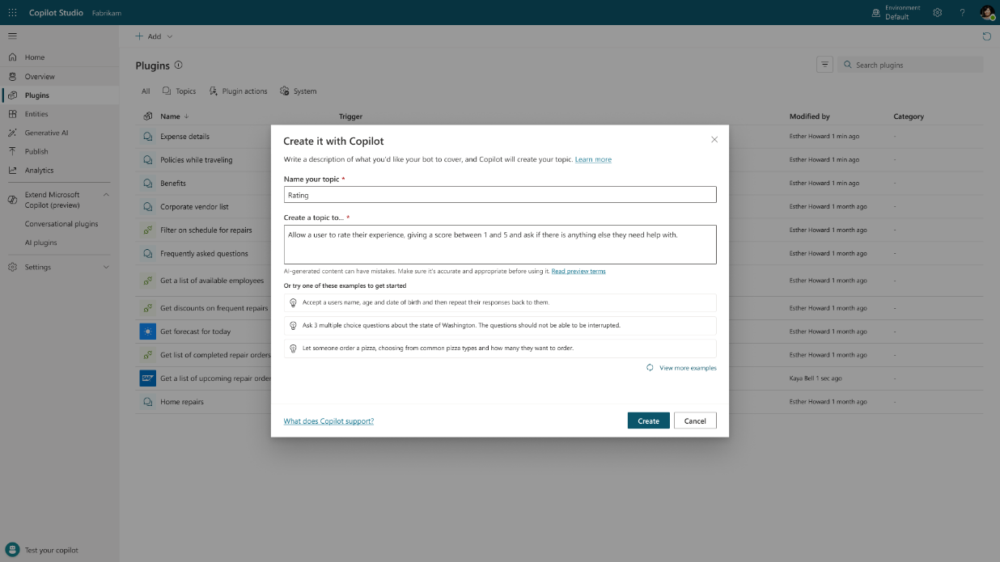 Copilot Studio Fabrikam
Environment
Default
Add
Home
Overview
Plugins
Entities
Generative AI
Publish
Analytics
Extend Microsoft
Copilot (preview)
Conversational plugins
AI plugins
Settings
Test your copilot
Plugins
Search plugins
All Topics Plugin actions System
Name Trigger Modified by Category
Expense details Esther Howard 1 min ago -
Policies while traveling Esther Howard 1 min ago -
Benefits Esther Howard 1 min ago -
Corporate vendor list Esther Howard 1 month ago -
Filter on schedule for repairs Esther Howard 1 month ago -
Frequently asked questions Esther Howard 1 month ago -
Get a list of available employees Esther Howard 1 month ago -
Get discounts on frequent repairs Esther Howard 1 month ago -
Get forecast for today Esther Howard 1 month ago -
Get list of completed repair orders Esther Howard 1 month ago -
Get a list of upcoming repair order Kaya Bell 1 sec ago -
Home repairs Esther Howard 1 month ago -
Create it with Copilot
Write a description of what you'd like your bot to cover, and Copilot will create your topic. Learn more
Name your topic *
Rating
Create a topic to... *
Allow a user to rate their experience, giving a score between 1 and 5 and ask if there is anything else they need help with.
AI-generated content can have mistakes. Make sure it's accurate and appropriate before using it. Read preview terms
Or try one of these examples to get started
Accept a users name, age and date of birth and then repeat their responses back to them.
Ask 3 multiple choice questions about the state of Washington. The questions should not be able to be interrupted.
Let someone order a pizza, choosing from common pizza types and how many they want to order.
View more examples
What does Copilot support?
Create Cancel